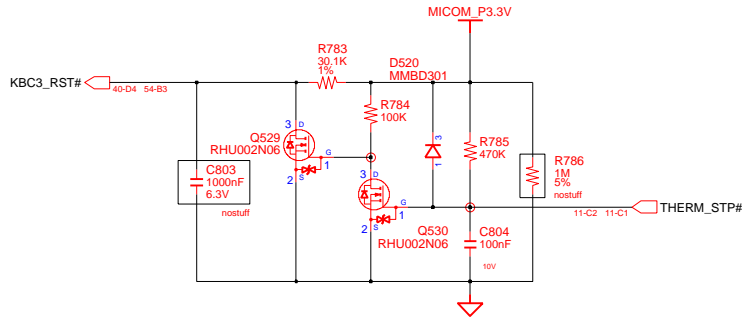 MICOM_P3.3V
R783
30.1K
1%
D520
MMBD301
KBC3_RST#
40-D4 54-B3
R784
100K
3 D
Q529
RHU002N06
G
1
S
2
3
1
R785
470K
R786
1M
5%
nostuff
C803
1000nF
6.3V
nostuff
3 D
G
1
S
2
11-C2 11-C1
THERM_STP#
Q530
RHU002N06
C804
100nF
10V